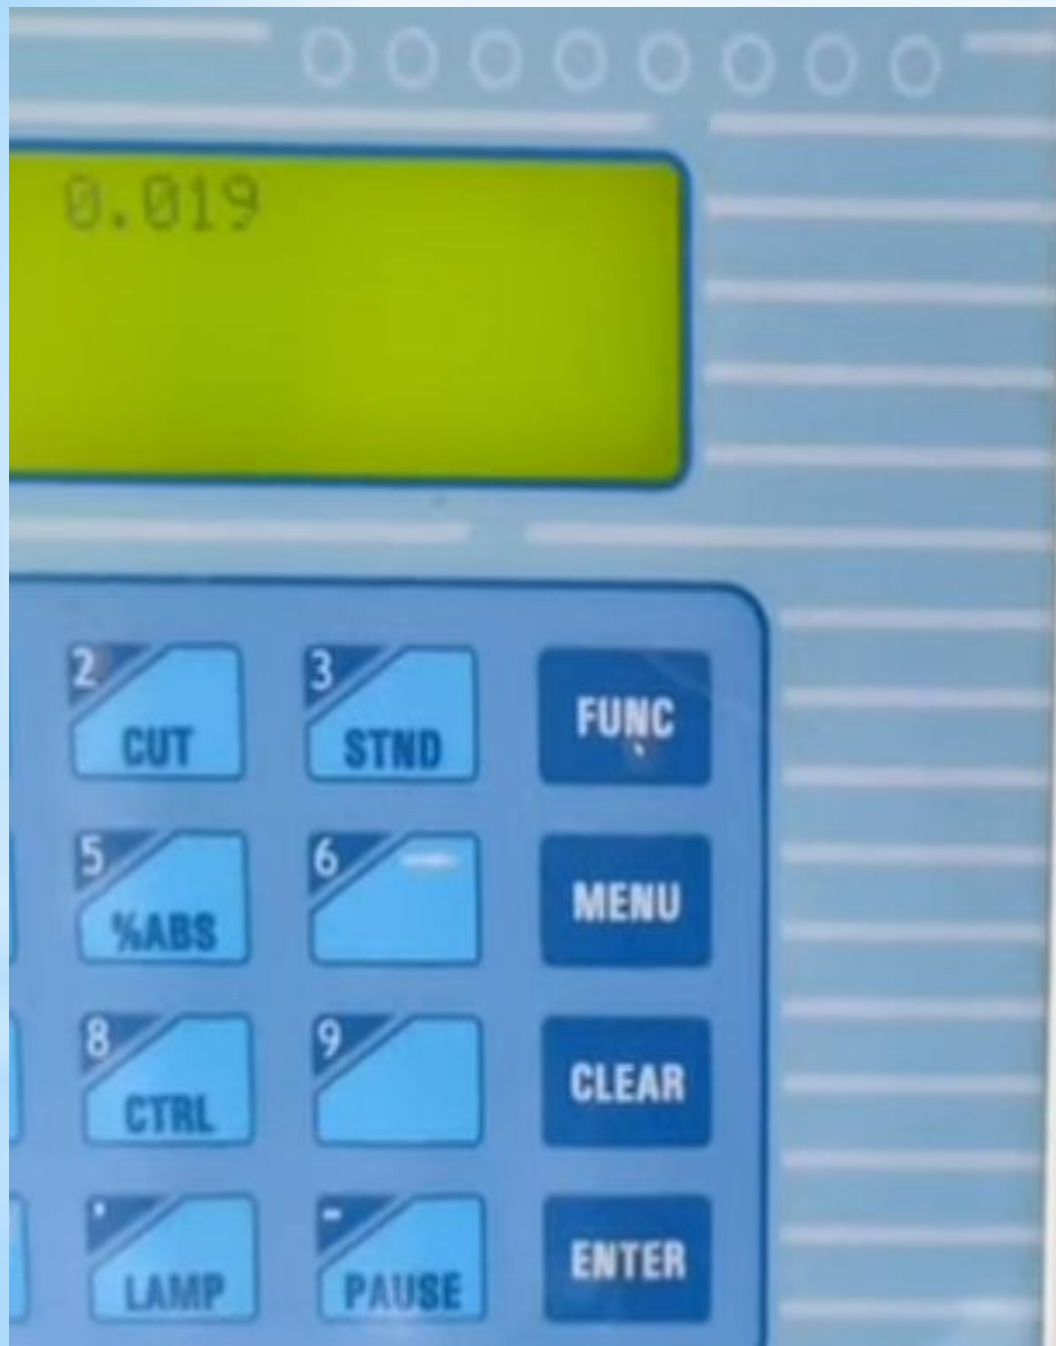 0.019
2 3
CUT STND FUNC
5 6
%ABS MENU
8 9
CTRL CLEAR
. -
LAMP PAUSE ENTER